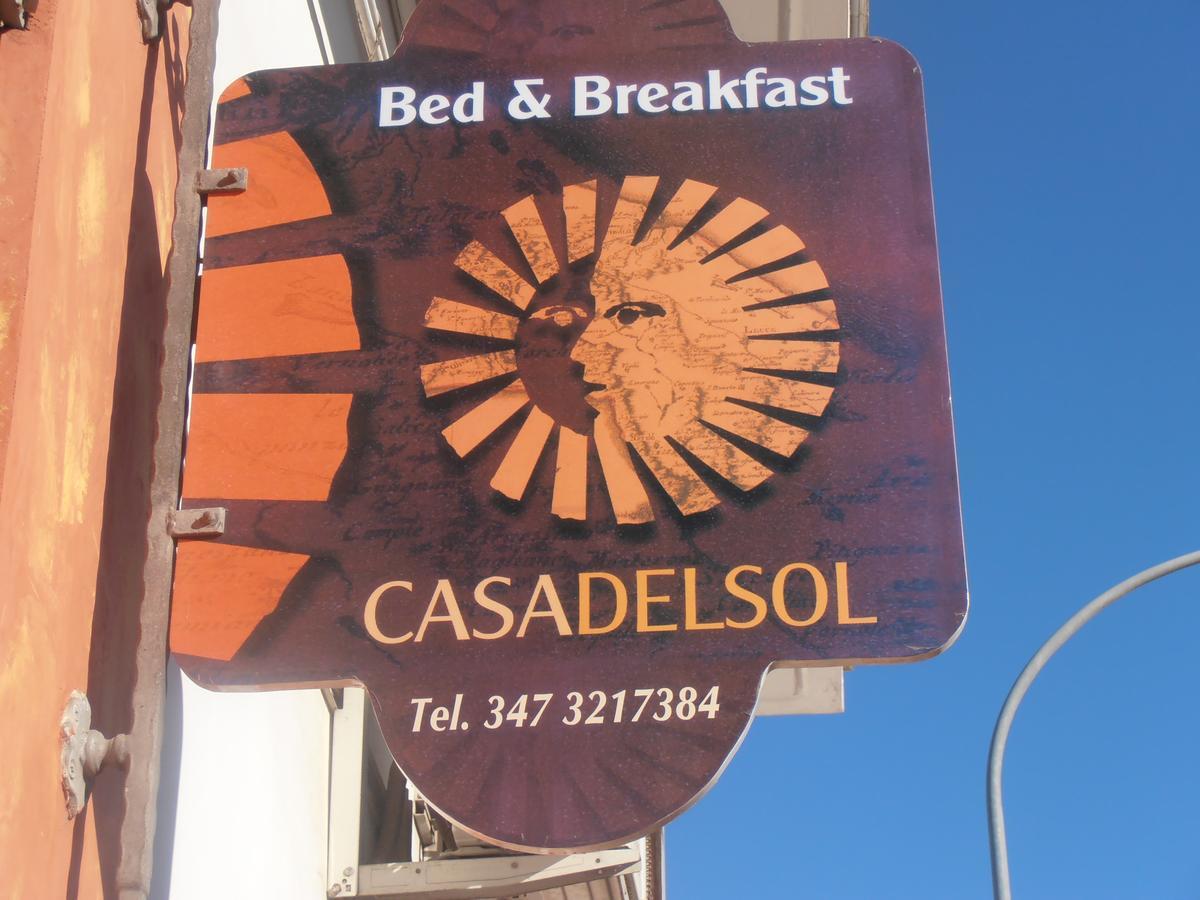 Bed & Breakfast
CASADELSOL
Tel. 347 3217384